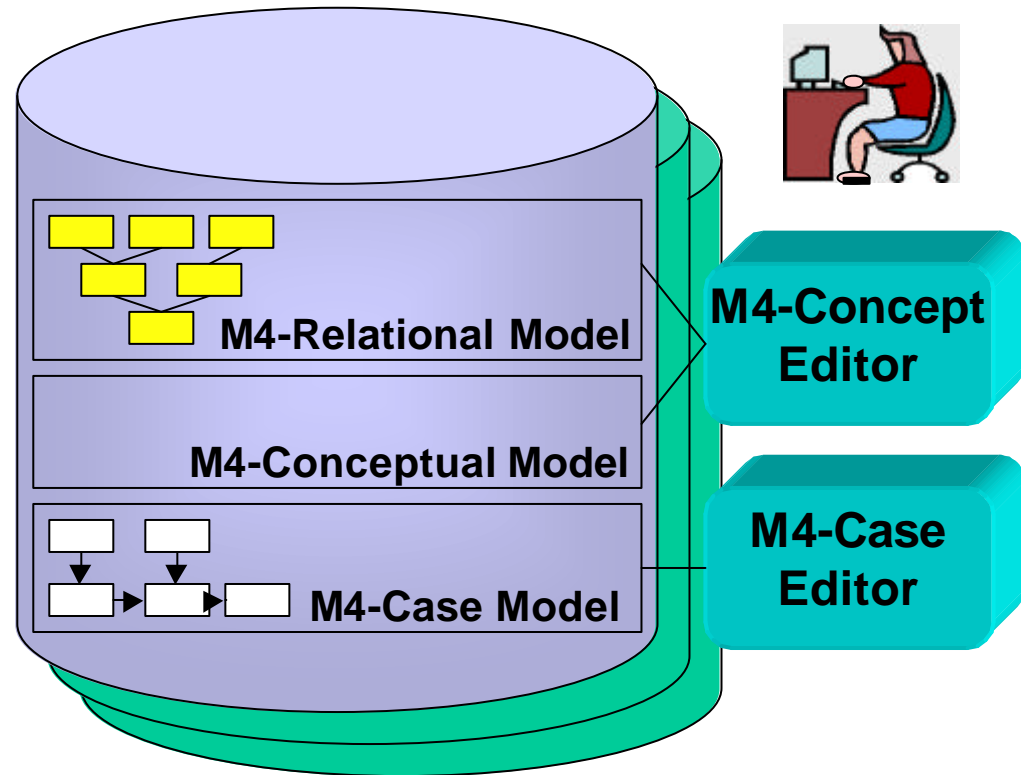 M4-Relational Model
M4-Conceptual Model
M4-Case Model
M4-Concept
Editor
M4-Case
Editor